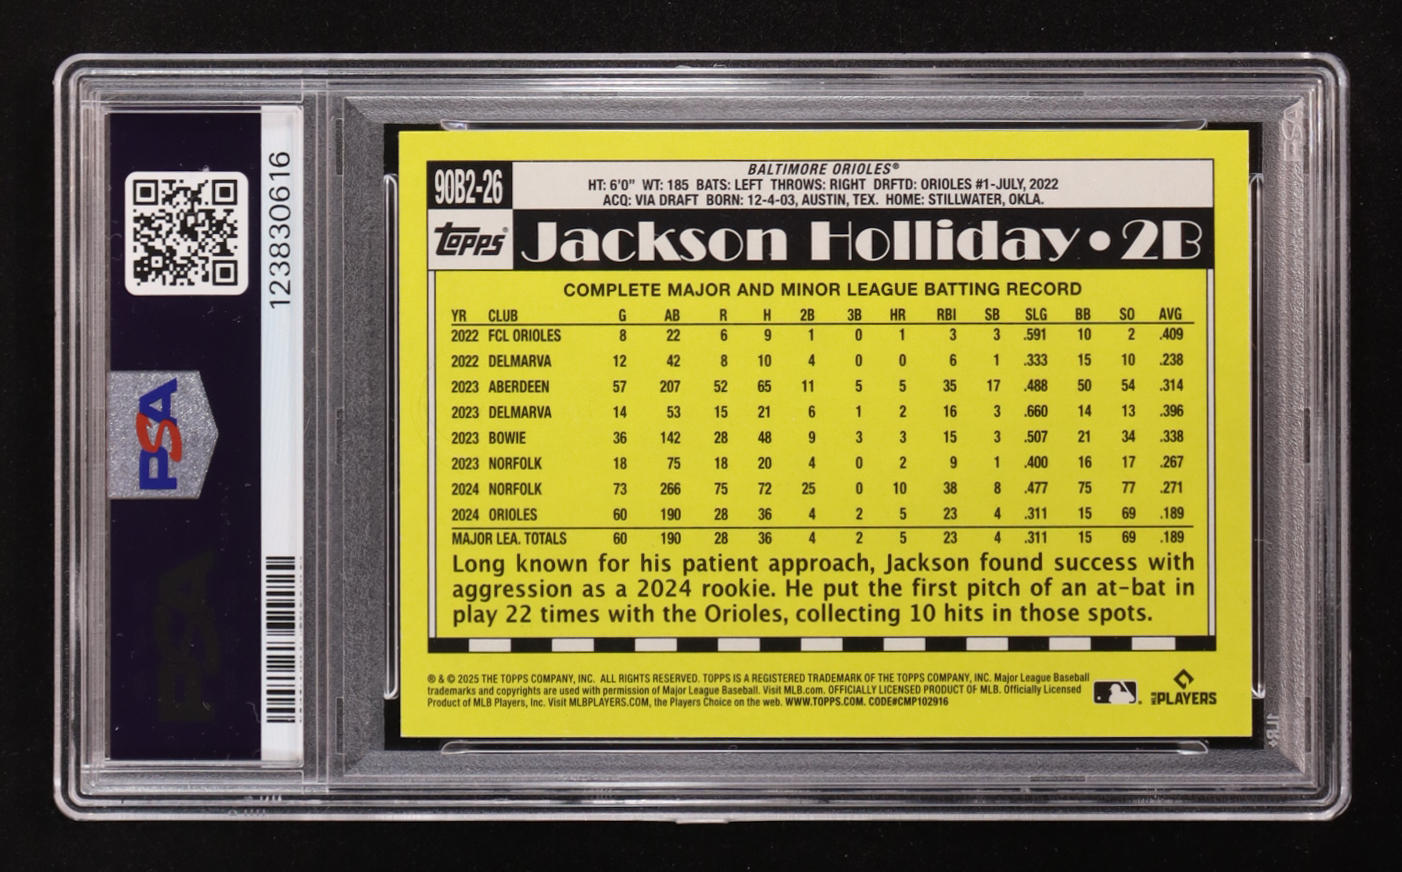 123830616
PSA
PSA
90B2-26
BALTIMORE ORIOLES®
HT: 6'0" WT: 185 BATS: LEFT THROWS: RIGHT DRFTD: ORIOLES #1-JULY, 2022
ACQ: VIA DRAFT BORN: 12-4-03, AUSTIN, TEX. HOME: STILLWATER, OKLA.
Topps® Jackson Holliday • 2B
COMPLETE MAJOR AND MINOR LEAGUE BATTING RECORD
YR CLUB G AB R H 2B 3B HR RBI SB SLG BB SO AVG
2022 FCL ORIOLES 8 22 6 9 1 0 1 3 3 .591 10 2 .409
2022 DELMARVA 12 42 8 10 4 0 0 6 1 .333 15 10 .238
2023 ABERDEEN 57 207 52 65 11 5 5 35 17 .488 50 54 .314
2023 DELMARVA 14 53 15 21 6 1 2 16 3 .660 14 13 .396
2023 BOWIE 36 142 28 48 9 3 3 15 3 .507 21 34 .338
2023 NORFOLK 18 75 18 20 4 0 2 9 1 .400 16 17 .267
2024 NORFOLK 73 266 75 72 25 0 10 38 8 .477 75 77 .271
2024 ORIOLES 60 190 28 36 4 2 5 23 4 .311 15 69 .189
MAJOR LEA. TOTALS 60 190 28 36 4 2 5 23 4 .311 15 69 .189
Long known for his patient approach, Jackson found success with
aggression as a 2024 rookie. He put the first pitch of an at-bat in
play 22 times with the Orioles, collecting 10 hits in those spots.
® & © 2025 THE TOPPS COMPANY, INC. ALL RIGHTS RESERVED. TOPPS IS A REGISTERED TRADEMARK OF THE TOPPS COMPANY, INC. Major League Baseball
trademarks and copyrights are used with permission of Major League Baseball. Visit MLB.com. OFFICIALLY LICENSED PRODUCT OF MLB. Officially Licensed
Product of MLB Players, Inc. Visit MLBPLAYERS.COM, the Players Choice on the web. WWW.TOPPS.COM. CODE#CMP102916
MLB PLAYERS
PSA